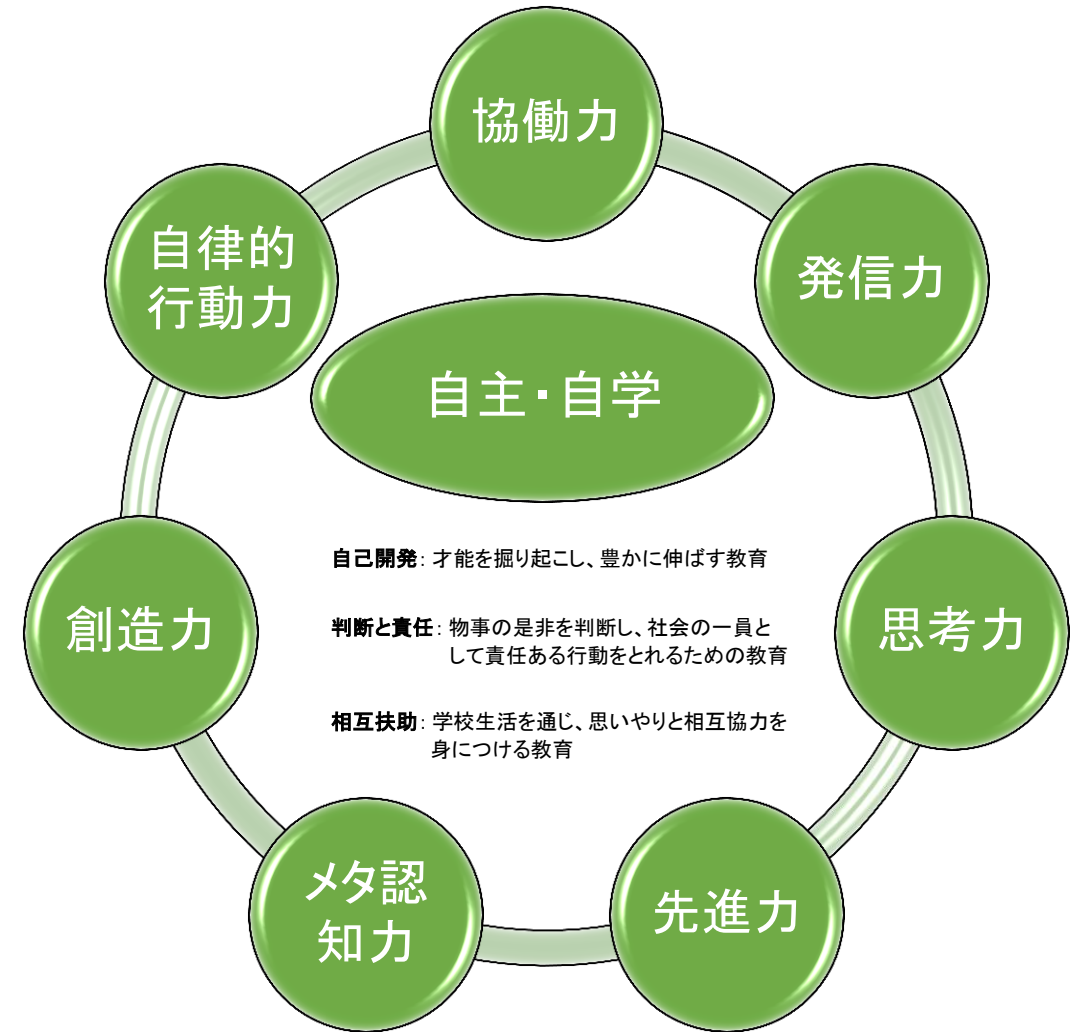 協働力
発信力
思考力
先進力
メタ認
知力
創造力
自律的
行動力
自主・自学
自己開発：才能を掘り起こし、豊かに伸ばす教育
判断と責任：物事の是非を判断し、社会の一員と
して責任ある行動をとれるための教育
相互扶助：学校生活を通じ、思いやりと相互協力を
身につける教育